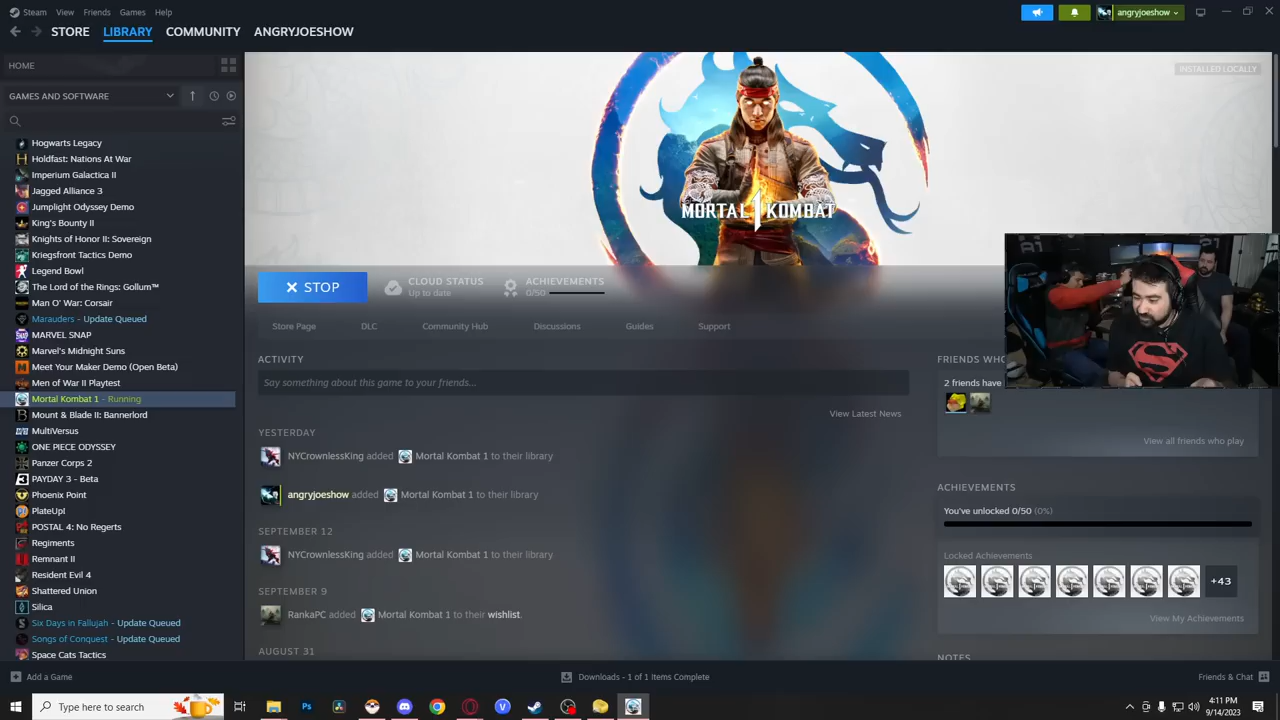 Steam View Friends Games Help
angryjoeshow
STORE LIBRARY COMMUNITY ANGRYJOESHOW
HOME
GAMES AND SOFTWARE
Hogwarts Legacy
Holdfast: Nations At War
Imperium Galactica II
Jagged Alliance 3
Jumplight Odyssey Demo
King's Bounty II
Knights of Honor II: Sovereign
Kriegsfront Tactics Demo
Legend Bowl
The Lord of the Rings: Gollum™
Man O' War: Corsair
Marauders - Update Queued
MARVEL SNAP
Marvel's Midnight Suns
Meet Your Maker Demo (Open Beta)
Men of War II Playtest
Mortal Kombat 1 - Running
Mount & Blade II: Bannerlord
MultiVersus
ONE PIECE ODYSSEY
Panzer Corps 2
PAYDAY 3 - Beta
Phoenix Point
PlateUp!
POSTAL 4: No Regerts
Regiments
Remnant II
Resident Evil 4
Shattered Union
Silica
Six Days in Fallujah - Update Queued
Songs of Conquest - Update Queued
Space Cats Tactics
INSTALLED LOCALLY
MORTAL 1 KOMBAT
STOP
CLOUD STATUS
Up to date
ACHIEVEMENTS
0/50
Store Page DLC Community Hub Discussions Guides Support
ACTIVITY
Say something about this game to your friends...
View Latest News
YESTERDAY
NYCrownlessKing added Mortal Kombat 1 to their library
angryjoeshow added Mortal Kombat 1 to their library
SEPTEMBER 12
NYCrownlessKing added Mortal Kombat 1 to their library
SEPTEMBER 9
RankaPC added Mortal Kombat 1 to their wishlist.
AUGUST 31
FRIENDS WHO
2 friends have
View all friends who play
ACHIEVEMENTS
You've unlocked 0/50 (0%)
Locked Achievements
+43
View My Achievements
NOTES
Add a Game
Downloads - 1 of 1 Items Complete
Friends & Chat
Type here to search
Ps
4:11 PM
9/14/2023